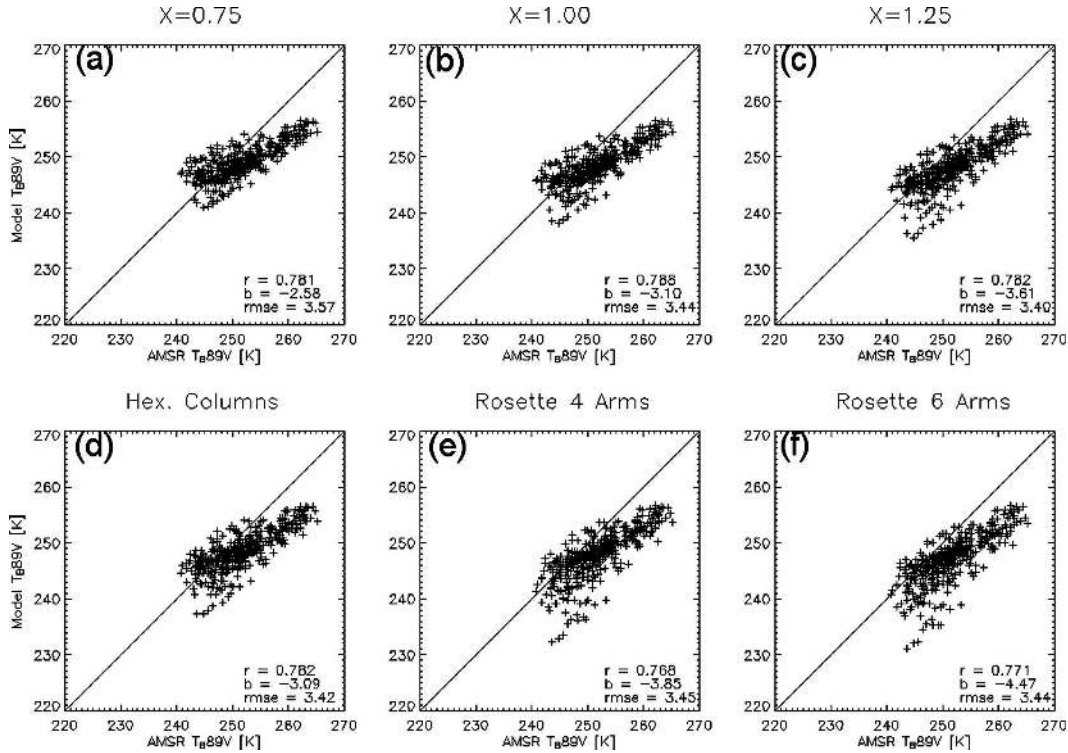 X=0.75 X=1.00 X=1.25
(a) (b) (c)
270 270 270
260 260 260
250 250 250
240 240 240
230 230 230
220 220 220
Model TB89V [K]
r = 0.781
b = −2.58
rmse = 3.57
r = 0.788
b = −3.10
rmse = 3.44
r = 0.782
b = −3.61
rmse = 3.40
220 230 240 250 260 270 220 230 240 250 260 270 220 230 240 250 260 270
AMSR TB89V [K] AMSR TB89V [K] AMSR TB89V [K]
Hex. Columns Rosette 4 Arms Rosette 6 Arms
(d) (e) (f)
270 270 270
260 260 260
250 250 250
240 240 240
230 230 230
220 220 220
Model TB89V [K]
r = 0.782
b = −3.09
rmse = 3.42
r = 0.768
b = −3.85
rmse = 3.45
r = 0.771
b = −4.47
rmse = 3.44
220 230 240 250 260 270 220 230 240 250 260 270 220 230 240 250 260 270
AMSR TB89V [K] AMSR TB89V [K] AMSR TB89V [K]